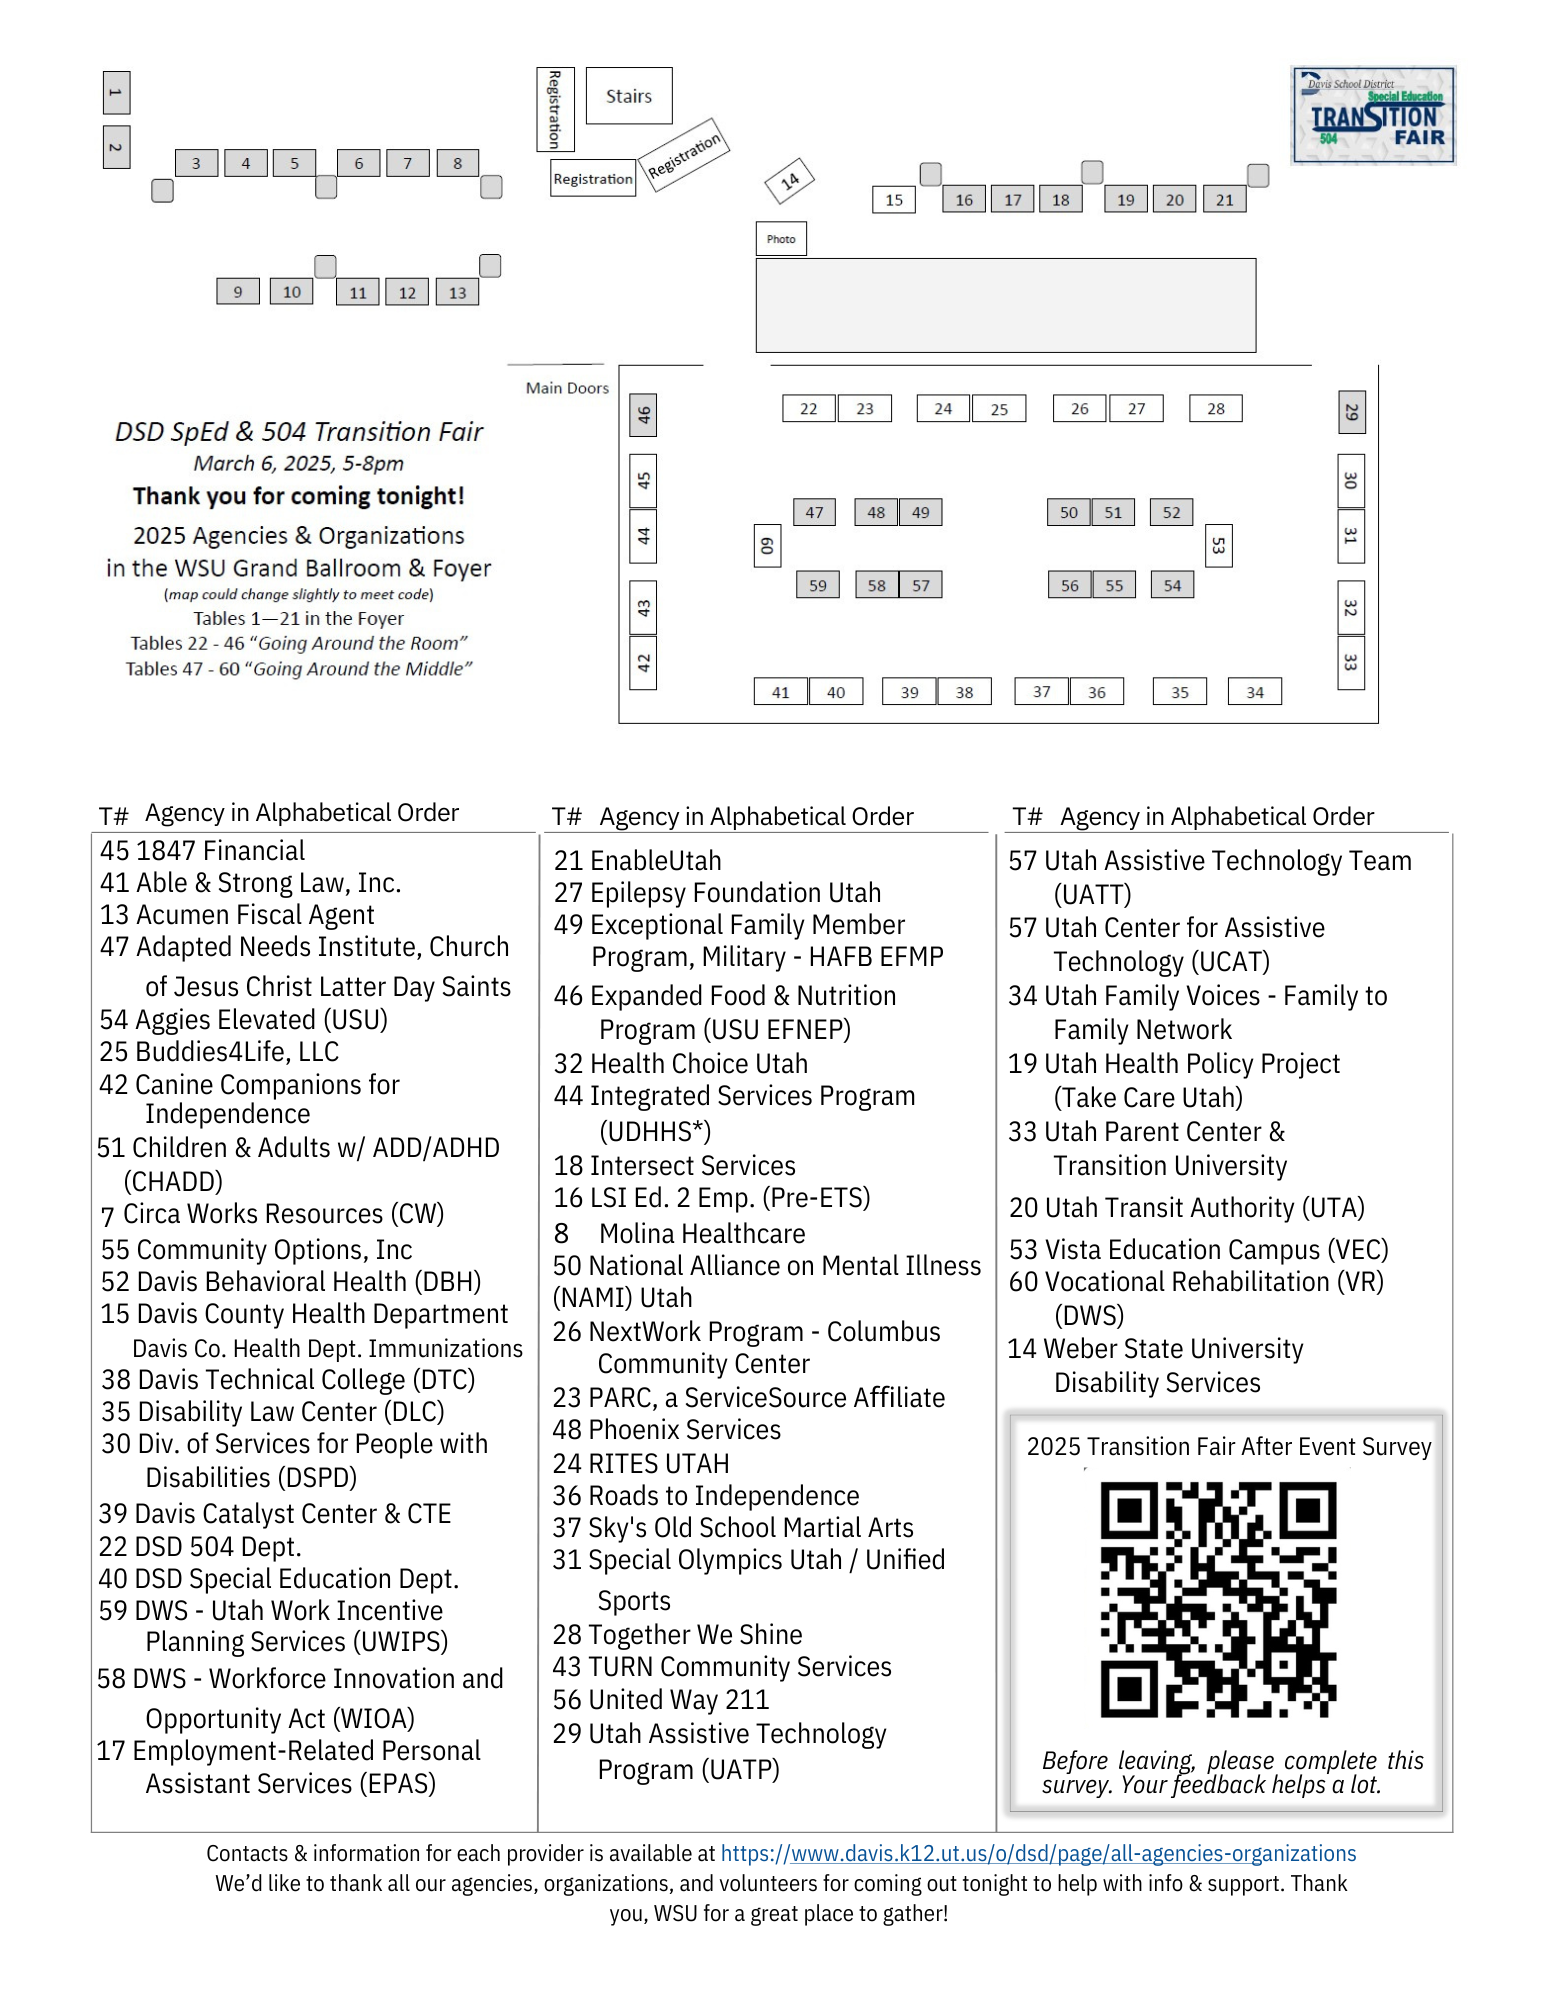 1
2
3 4 5 6 7 8
9 10 11 12 13
Registration
Stairs
Registration
Registration
14
15 16 17 18 19 20 21
Photo
Davis School District
Special Education
TRANSITION
504 FAIR
Main Doors
DSD SpEd & 504 Transition Fair
March 6, 2025, 5-8pm
Thank you for coming tonight!
2025 Agencies & Organizations
in the WSU Grand Ballroom & Foyer
(map could change slightly to meet code)
Tables 1—21 in the Foyer
Tables 22 - 46 “Going Around the Room”
Tables 47 - 60 “Going Around the Middle”
46 22 23 24 25 26 27 28 29
45 30
47 48 49 50 51 52
44 60 53 31
59 58 57 56 55 54
43 32
42 33
41 40 39 38 37 36 35 34
T# Agency in Alphabetical Order
45 1847 Financial
41 Able & Strong Law, Inc.
13 Acumen Fiscal Agent
47 Adapted Needs Institute, Church
of Jesus Christ Latter Day Saints
54 Aggies Elevated (USU)
25 Buddies4Life, LLC
42 Canine Companions for
Independence
51 Children & Adults w/ ADD/ADHD
(CHADD)
7 Circa Works Resources (CW)
55 Community Options, Inc
52 Davis Behavioral Health (DBH)
15 Davis County Health Department
Davis Co. Health Dept. Immunizations
38 Davis Technical College (DTC)
35 Disability Law Center (DLC)
30 Div. of Services for People with
Disabilities (DSPD)
39 Davis Catalyst Center & CTE
22 DSD 504 Dept.
40 DSD Special Education Dept.
59 DWS - Utah Work Incentive
Planning Services (UWIPS)
58 DWS - Workforce Innovation and
Opportunity Act (WIOA)
17 Employment-Related Personal
Assistant Services (EPAS)
T# Agency in Alphabetical Order
21 EnableUtah
27 Epilepsy Foundation Utah
49 Exceptional Family Member
Program, Military - HAFB EFMP
46 Expanded Food & Nutrition
Program (USU EFNEP)
32 Health Choice Utah
44 Integrated Services Program
(UDHHS*)
18 Intersect Services
16 LSI Ed. 2 Emp. (Pre-ETS)
8 Molina Healthcare
50 National Alliance on Mental Illness
(NAMI) Utah
26 NextWork Program - Columbus
Community Center
23 PARC, a ServiceSource Affiliate
48 Phoenix Services
24 RITES UTAH
36 Roads to Independence
37 Sky's Old School Martial Arts
31 Special Olympics Utah / Unified
Sports
28 Together We Shine
43 TURN Community Services
56 United Way 211
29 Utah Assistive Technology
Program (UATP)
T# Agency in Alphabetical Order
57 Utah Assistive Technology Team
(UATT)
57 Utah Center for Assistive
Technology (UCAT)
34 Utah Family Voices - Family to
Family Network
19 Utah Health Policy Project
(Take Care Utah)
33 Utah Parent Center &
Transition University
20 Utah Transit Authority (UTA)
53 Vista Education Campus (VEC)
60 Vocational Rehabilitation (VR)
(DWS)
14 Weber State University
Disability Services
2025 Transition Fair After Event Survey
Before leaving, please complete this
survey. Your feedback helps a lot.
Contacts & information for each provider is available at https://www.davis.k12.ut.us/o/dsd/page/all-agencies-organizations
We’d like to thank all our agencies, organizations, and volunteers for coming out tonight to help with info & support. Thank
you, WSU for a great place to gather!